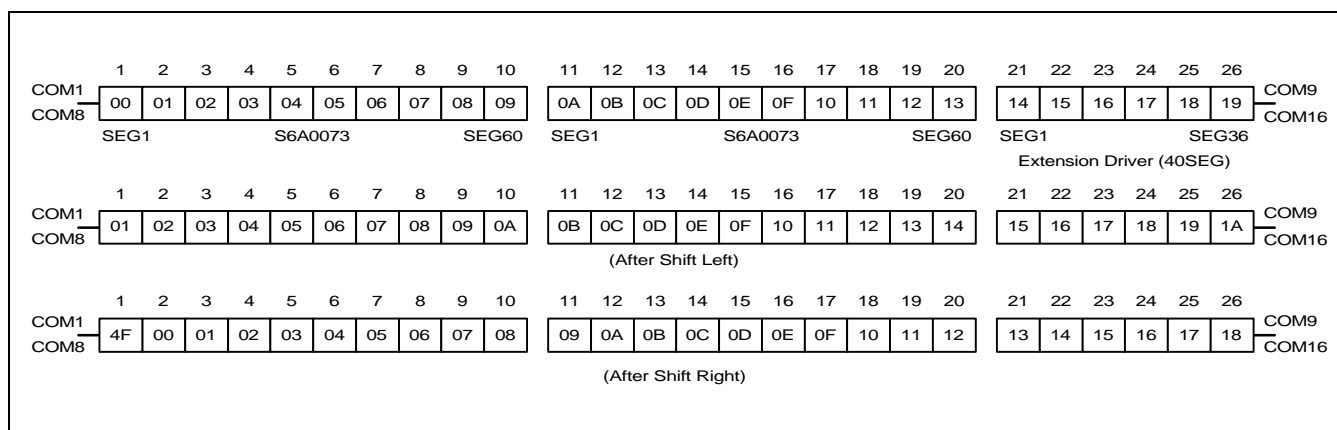 1 2 3 4 5 6 7 8 9 10 11 12 13 14 15 16 17 18 19 20 21 22 23 24 25 26
COM1 COM9
00 01 02 03 04 05 06 07 08 09 0A 0B 0C 0D 0E 0F 10 11 12 13 14 15 16 17 18 19
COM8 COM16
SEG1 S6A0073 SEG60 SEG1 S6A0073 SEG60 SEG1 SEG36
Extension Driver (40SEG)
1 2 3 4 5 6 7 8 9 10 11 12 13 14 15 16 17 18 19 20 21 22 23 24 25 26
COM1 COM9
01 02 03 04 05 06 07 08 09 0A 0B 0C 0D 0E 0F 10 11 12 13 14 15 16 17 18 19 1A
COM8 COM16
(After Shift Left)
1 2 3 4 5 6 7 8 9 10 11 12 13 14 15 16 17 18 19 20 21 22 23 24 25 26
COM1 COM9
4F 00 01 02 03 04 05 06 07 08 09 0A 0B 0C 0D 0E 0F 10 11 12 13 14 15 16 17 18
COM8 COM16
(After Shift Right)